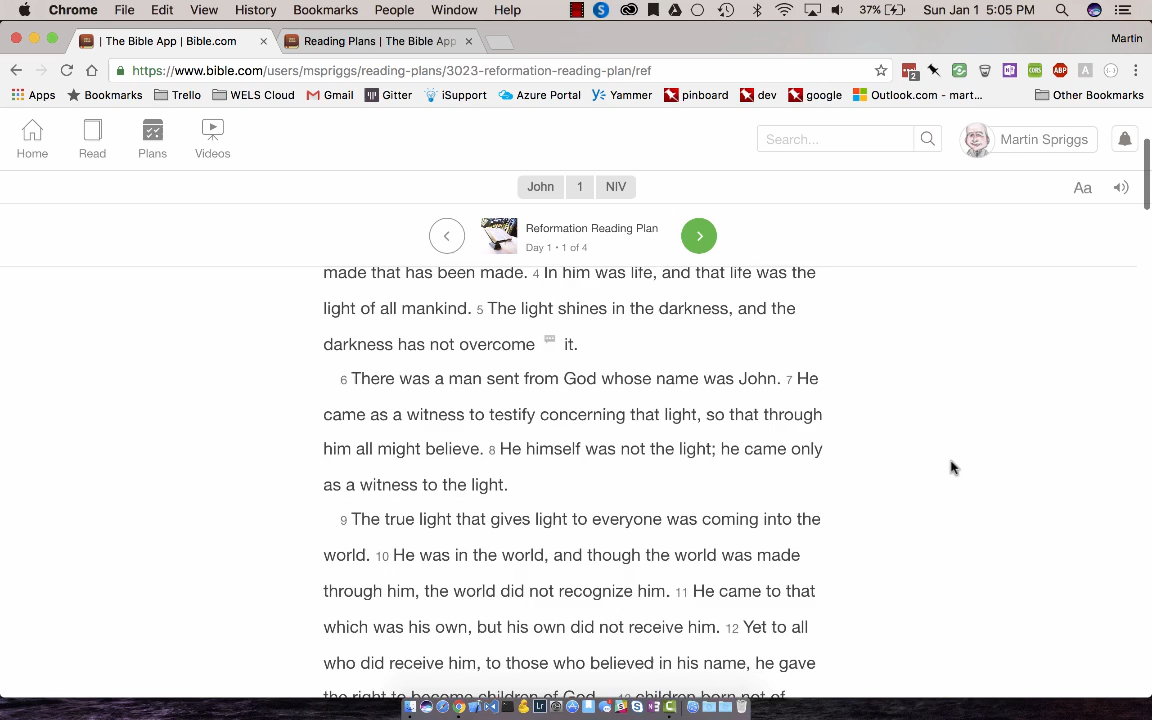 Chrome File Edit View History Bookmarks People Window Help 37% Sun Jan 1 5:05 PM
| The Bible App | Bible.com Reading Plans | The Bible App Martin
https://www.bible.com/users/mspriggs/reading-plans/3023-reformation-reading-plan/ref
Apps Bookmarks Trello WELS Cloud Gmail Gitter iSupport Azure Portal Yammer pinboard dev google Outlook.com - mart... Other Bookmarks
Home Read Plans Videos Search... Martin Spriggs
John 1 NIV Aa
Reformation Reading Plan
Day 1 • 1 of 4
made that has been made. 4 In him was life, and that life was the
light of all mankind. 5 The light shines in the darkness, and the
darkness has not overcome it.
6 There was a man sent from God whose name was John. 7 He
came as a witness to testify concerning that light, so that through
him all might believe. 8 He himself was not the light; he came only
as a witness to the light.
9 The true light that gives light to everyone was coming into the
world. 10 He was in the world, and though the world was made
through him, the world did not recognize him. 11 He came to that
which was his own, but his own did not receive him. 12 Yet to all
who did receive him, to those who believed in his name, he gave
the right to become children of God